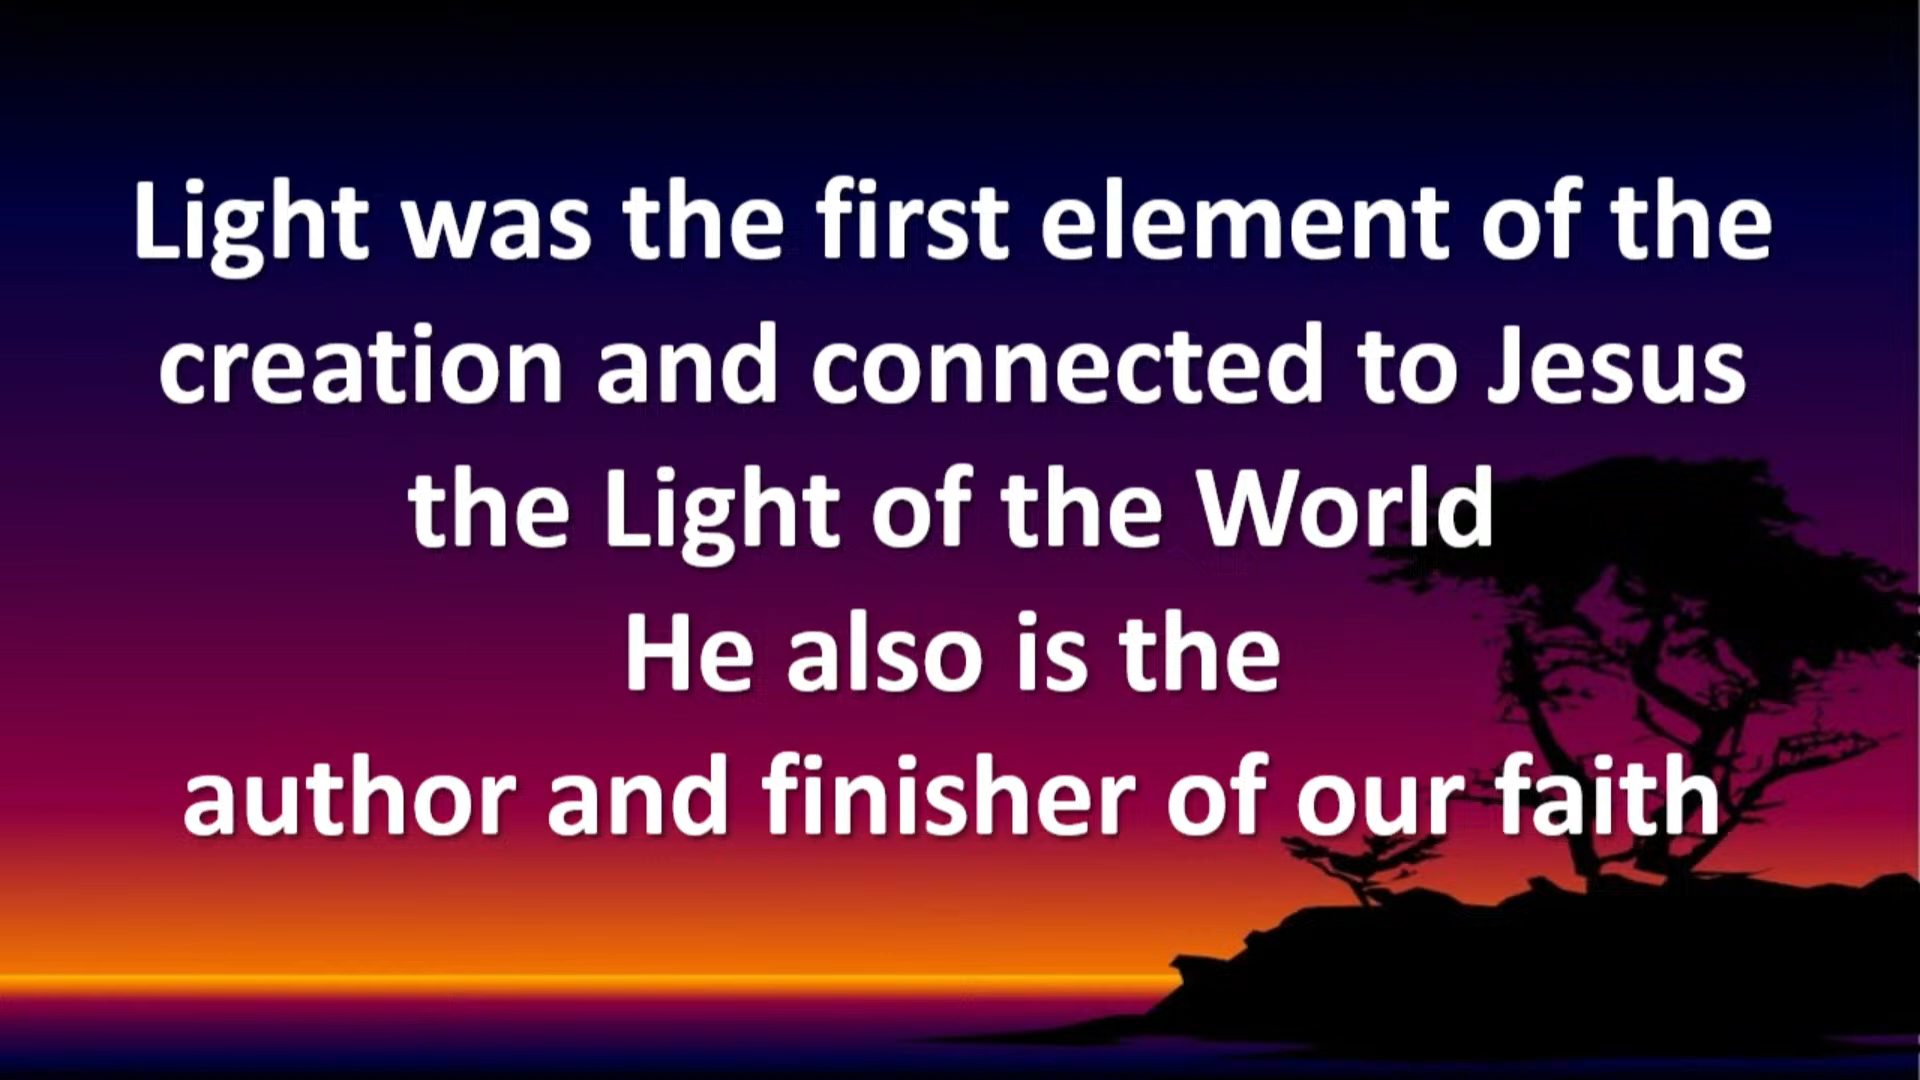 Light was the first element of the
creation and connected to Jesus
the Light of the World
He also is the
author and finisher of our faith